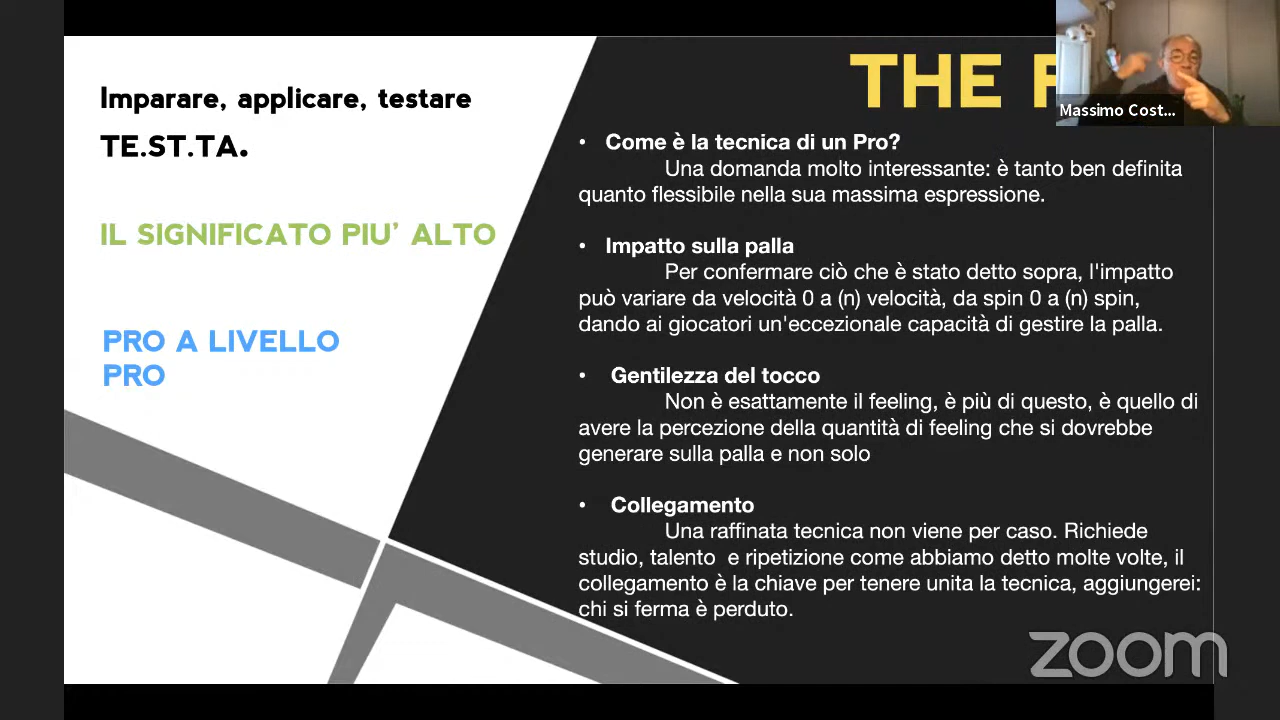 Imparare, applicare, testare
TE.ST.TA.
IL SIGNIFICATO PIU' ALTO
PRO A LIVELLO
PRO
THE
Massimo Cost...
• Come è la tecnica di un Pro?
Una domanda molto interessante: è tanto ben definita
quanto flessibile nella sua massima espressione.
• Impatto sulla palla
Per confermare ciò che è stato detto sopra, l'impatto
può variare da velocità 0 a (n) velocità, da spin 0 a (n) spin,
dando ai giocatori un'eccezionale capacità di gestire la palla.
• Gentilezza del tocco
Non è esattamente il feeling, è più di questo, è quello di
avere la percezione della quantità di feeling che si dovrebbe
generare sulla palla e non solo
• Collegamento
Una raffinata tecnica non viene per caso. Richiede
studio, talento e ripetizione come abbiamo detto molte volte, il
collegamento è la chiave per tenere unita la tecnica, aggiungerei:
chi si ferma è perduto.
zoom